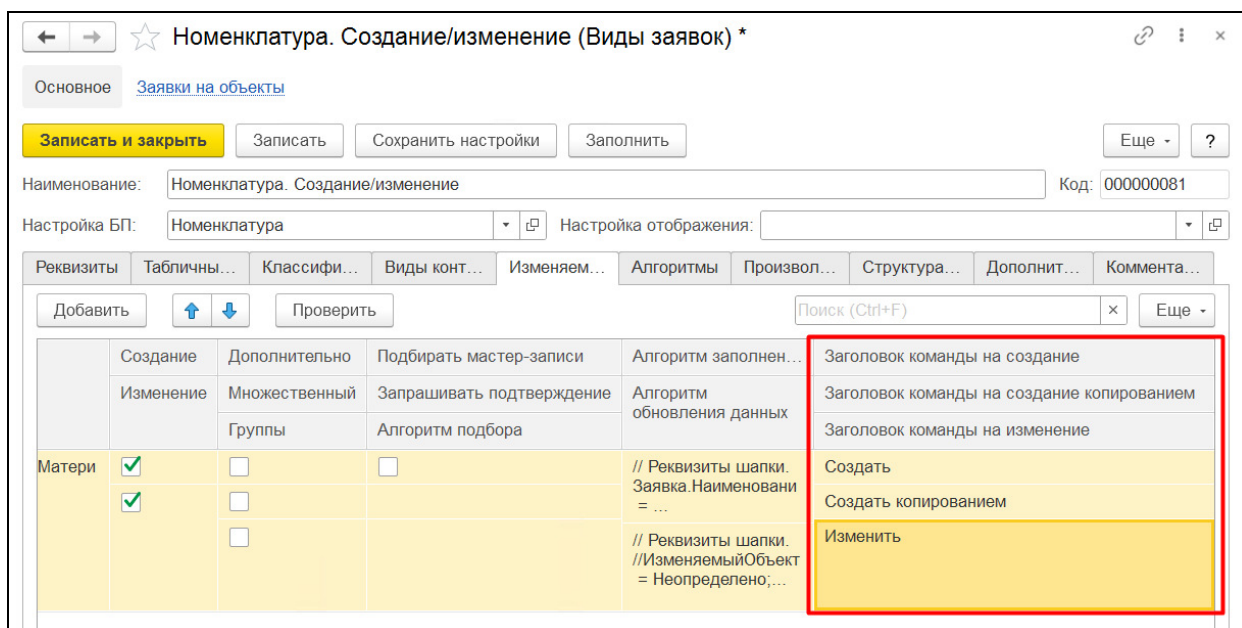 Номенклатура. Создание/изменение (Виды заявок) *
Основное Заявки на объекты
Записать и закрыть Записать Сохранить настройки Заполнить Еще ?
Наименование: Номенклатура. Создание/изменение Код: 000000081
Настройка БП: Номенклатура Настройка отображения:
Реквизиты Табличны... Классифи... Виды конт... Изменяем... Алгоритмы Произвол... Структура... Дополнит... Коммента...
Добавить Проверить Поиск (Ctrl+F) × Еще
Создание Дополнительно Подбирать мастер-записи Алгоритм заполнен... Заголовок команды на создание
Изменение Множественный Запрашивать подтверждение Алгоритм обновления данных Заголовок команды на создание копированием
Группы Алгоритм подбора Заголовок команды на изменение
Матери // Реквизиты шапки. Создать
Заявка.Наименовани
= ... Создать копированием
// Реквизиты шапки. Изменить
//ИзменяемыйОбъект
= Неопределено;...